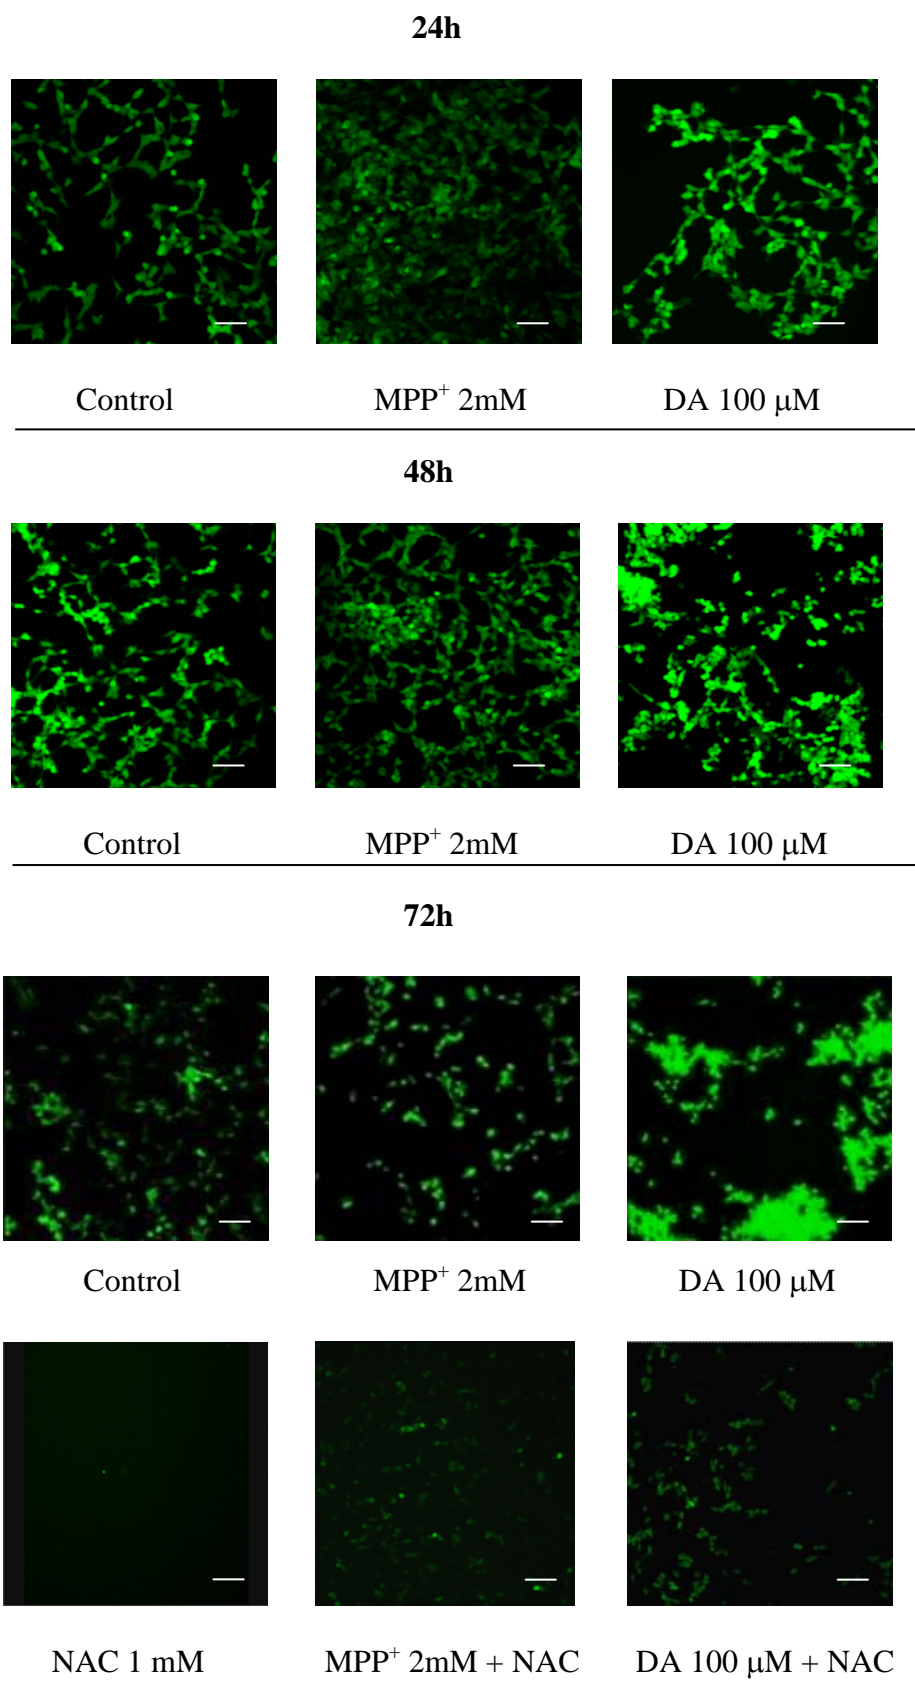 24h
Control MPP⁺ 2mM DA 100 μM
48h
Control MPP⁺ 2mM DA 100 μM
72h
Control MPP⁺ 2mM DA 100 μM
NAC 1 mM MPP⁺ 2mM + NAC DA 100 μM + NAC